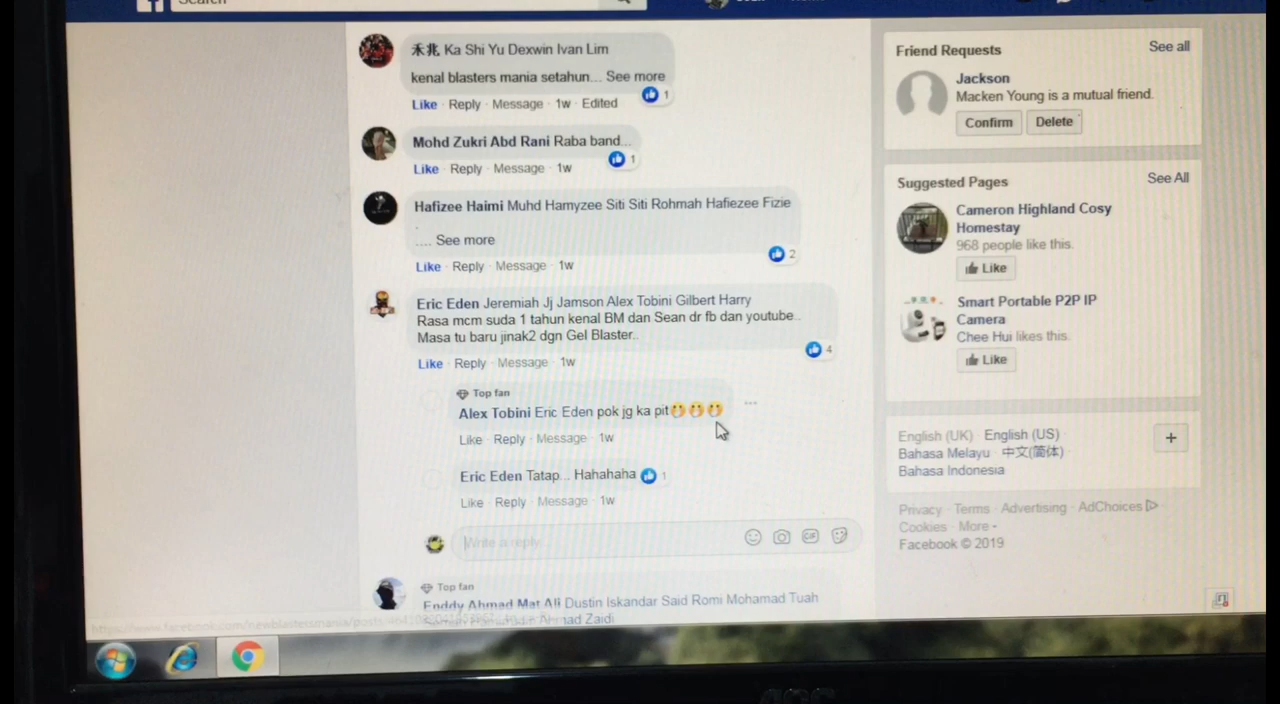 Search
禾兆 Ka Shi Yu Dexwin Ivan Lim
kenal blasters mania setahun... See more
Like · Reply · Message · 1w · Edited
1
Mohd Zukri Abd Rani Raba band...
Like · Reply · Message · 1w
1
Hafizee Haimi Muhd Hamyzee Siti Siti Rohmah Hafiezee Fizie
.
.... See more
2
Like · Reply · Message · 1w
Eric Eden Jeremiah Jj Jamson Alex Tobini Gilbert Harry
Rasa mcm suda 1 tahun kenal BM dan Sean dr fb dan youtube..
Masa tu baru jinak2 dgn Gel Blaster..
4
Like · Reply · Message · 1w
Top fan
Alex Tobini Eric Eden pok jg ka pit
Like · Reply · Message · 1w
Eric Eden Tatap... Hahahaha
1
Like · Reply · Message · 1w
Write a reply...
GIF
Top fan
Enddy Ahmad Mat Ali Dustin Iskandar Said Romi Mohamad Tuah
Ahmad Zaidi
Friend Requests
See all
Jackson
Macken Young is a mutual friend.
Confirm
Delete
Suggested Pages
See All
Cameron Highland Cosy
Homestay
968 people like this.
Like
Smart Portable P2P IP
Camera
Chee Hui likes this.
Like
English (UK) · English (US) ·
Bahasa Melayu · 中文(简体) ·
Bahasa Indonesia
+
Privacy · Terms · Advertising · AdChoices ·
Cookies · More
Facebook © 2019